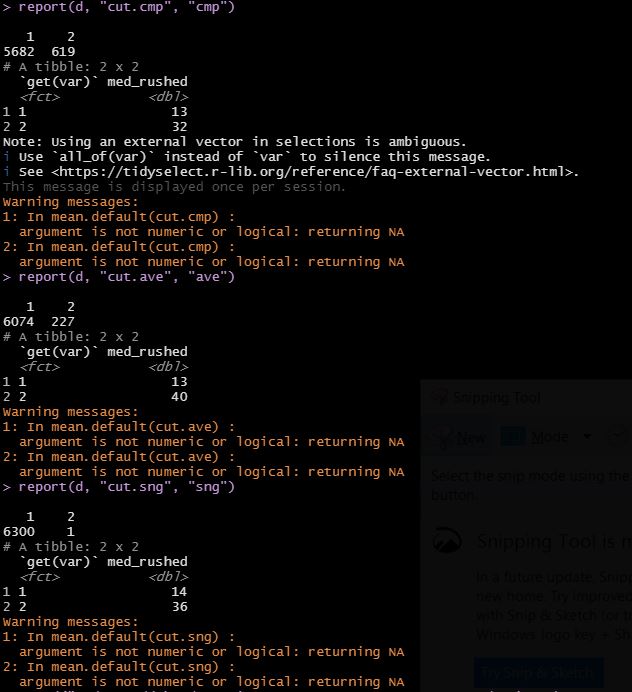 > report(d, "cut.cmp", "cmp")
1 2
5682 619
# A tibble: 2 x 2
`get(var)` med_rushed
<fct> <dbl>
1 1 13
2 2 32
Note: Using an external vector in selections is ambiguous.
i Use `all_of(var)` instead of `var` to silence this message.
i See <https://tidyselect.r-lib.org/reference/faq-external-vector.html>.
This message is displayed once per session.
Warning messages:
1: In mean.default(cut.cmp) :
argument is not numeric or logical: returning NA
2: In mean.default(cut.cmp) :
argument is not numeric or logical: returning NA
> report(d, "cut.ave", "ave")
1 2
6074 227
# A tibble: 2 x 2
`get(var)` med_rushed
<fct> <dbl>
1 1 13
2 2 40
Warning messages:
1: In mean.default(cut.ave) :
argument is not numeric or logical: returning NA
2: In mean.default(cut.ave) :
argument is not numeric or logical: returning NA
> report(d, "cut.sng", "sng")
1 2
6300 1
# A tibble: 2 x 2
`get(var)` med_rushed
<fct> <dbl>
1 1 14
2 2 36
Warning messages:
1: In mean.default(cut.sng) :
argument is not numeric or logical: returning NA
2: In mean.default(cut.sng) :
argument is not numeric or logical: returning NA
Snipping Tool
New Mode
Select the snip mode using the
button.
Snipping Tool is
In a future update, Snipp
new home. Try improved
with Snip & Sketch (or t
Windows logo key + Sh
Try Snip & Sketch